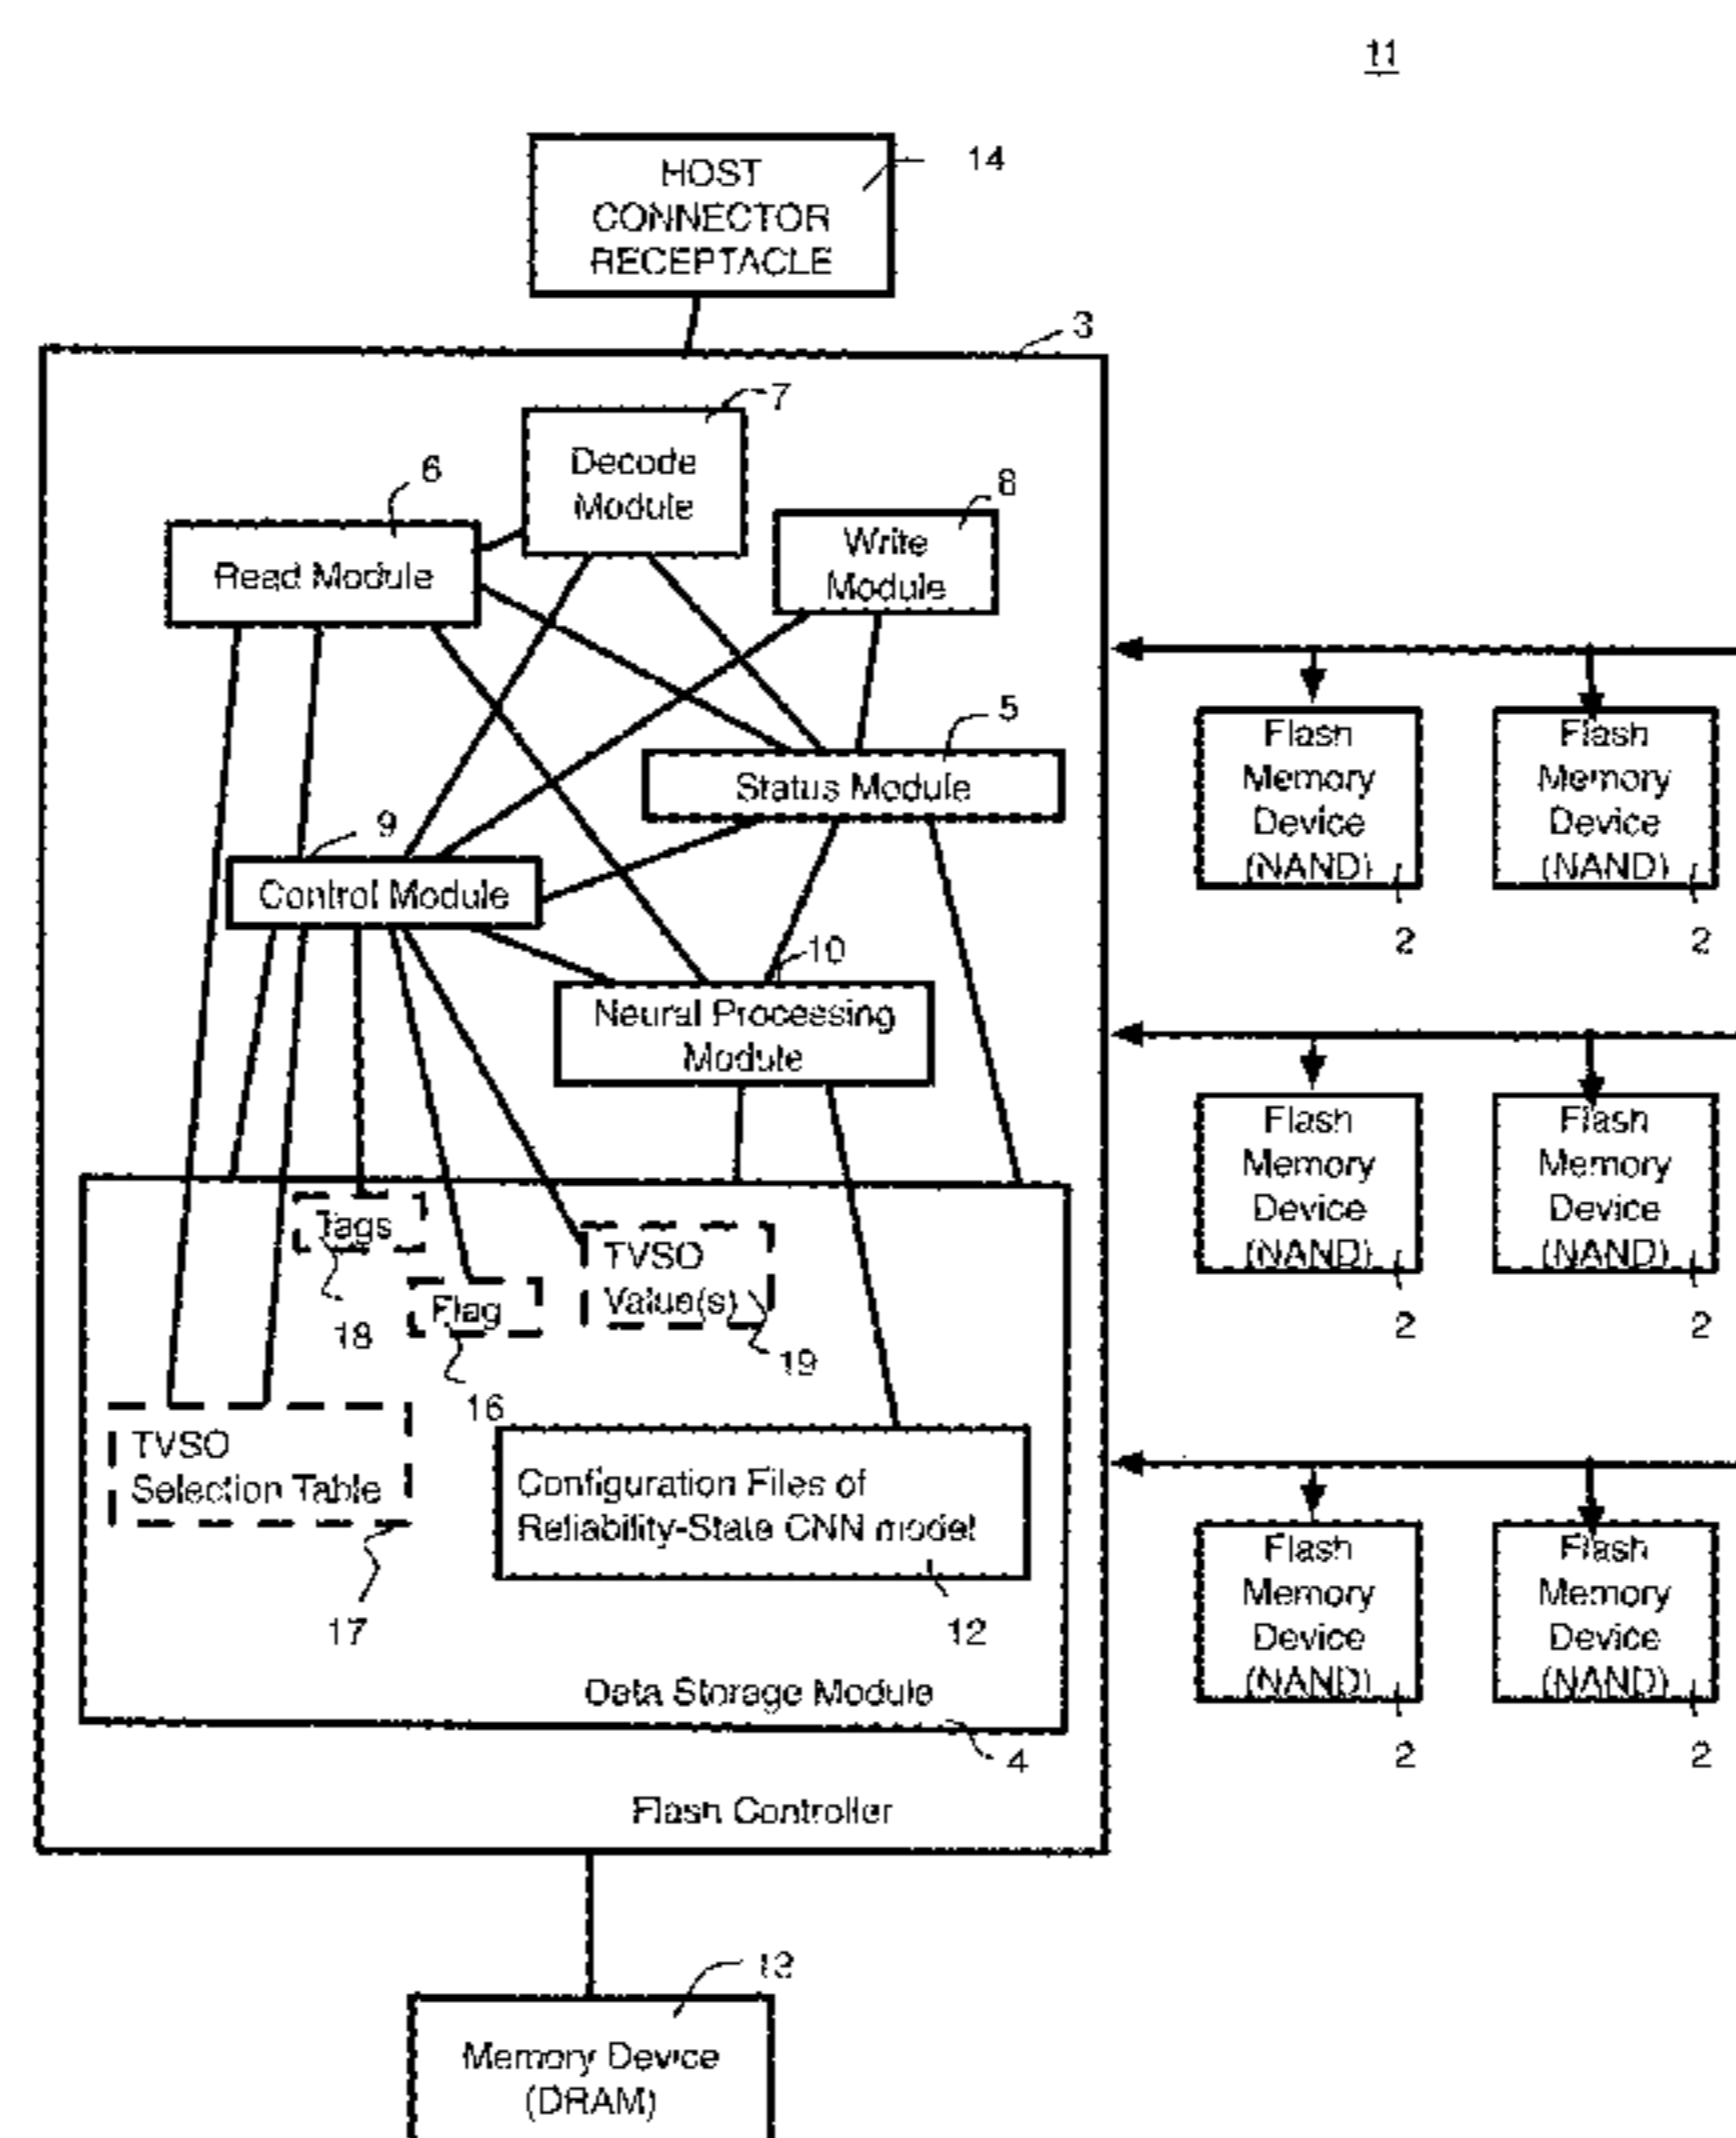 11
HOST
CONNECTOR
RECEPTACLE
14
3
Decode
Module
7
Read Module
6
Write
Module
8
Status Module
5
Control Module
9
Neural Processing
Module
10
Tags
18
Flag
16
TVSO
Value(s)
19
TVSO
Selection Table
17
Configuration Files of
Reliability-State CNN model
12
Data Storage Module
4
Flash Controller
Memory Device
(DRAM)
13
Flash
Memory
Device
(NAND)
2
Flash
Memory
Device
(NAND)
2
Flash
Memory
Device
(NAND)
2
Flash
Memory
Device
(NAND)
2
Flash
Memory
Device
(NAND)
2
Flash
Memory
Device
(NAND)
2